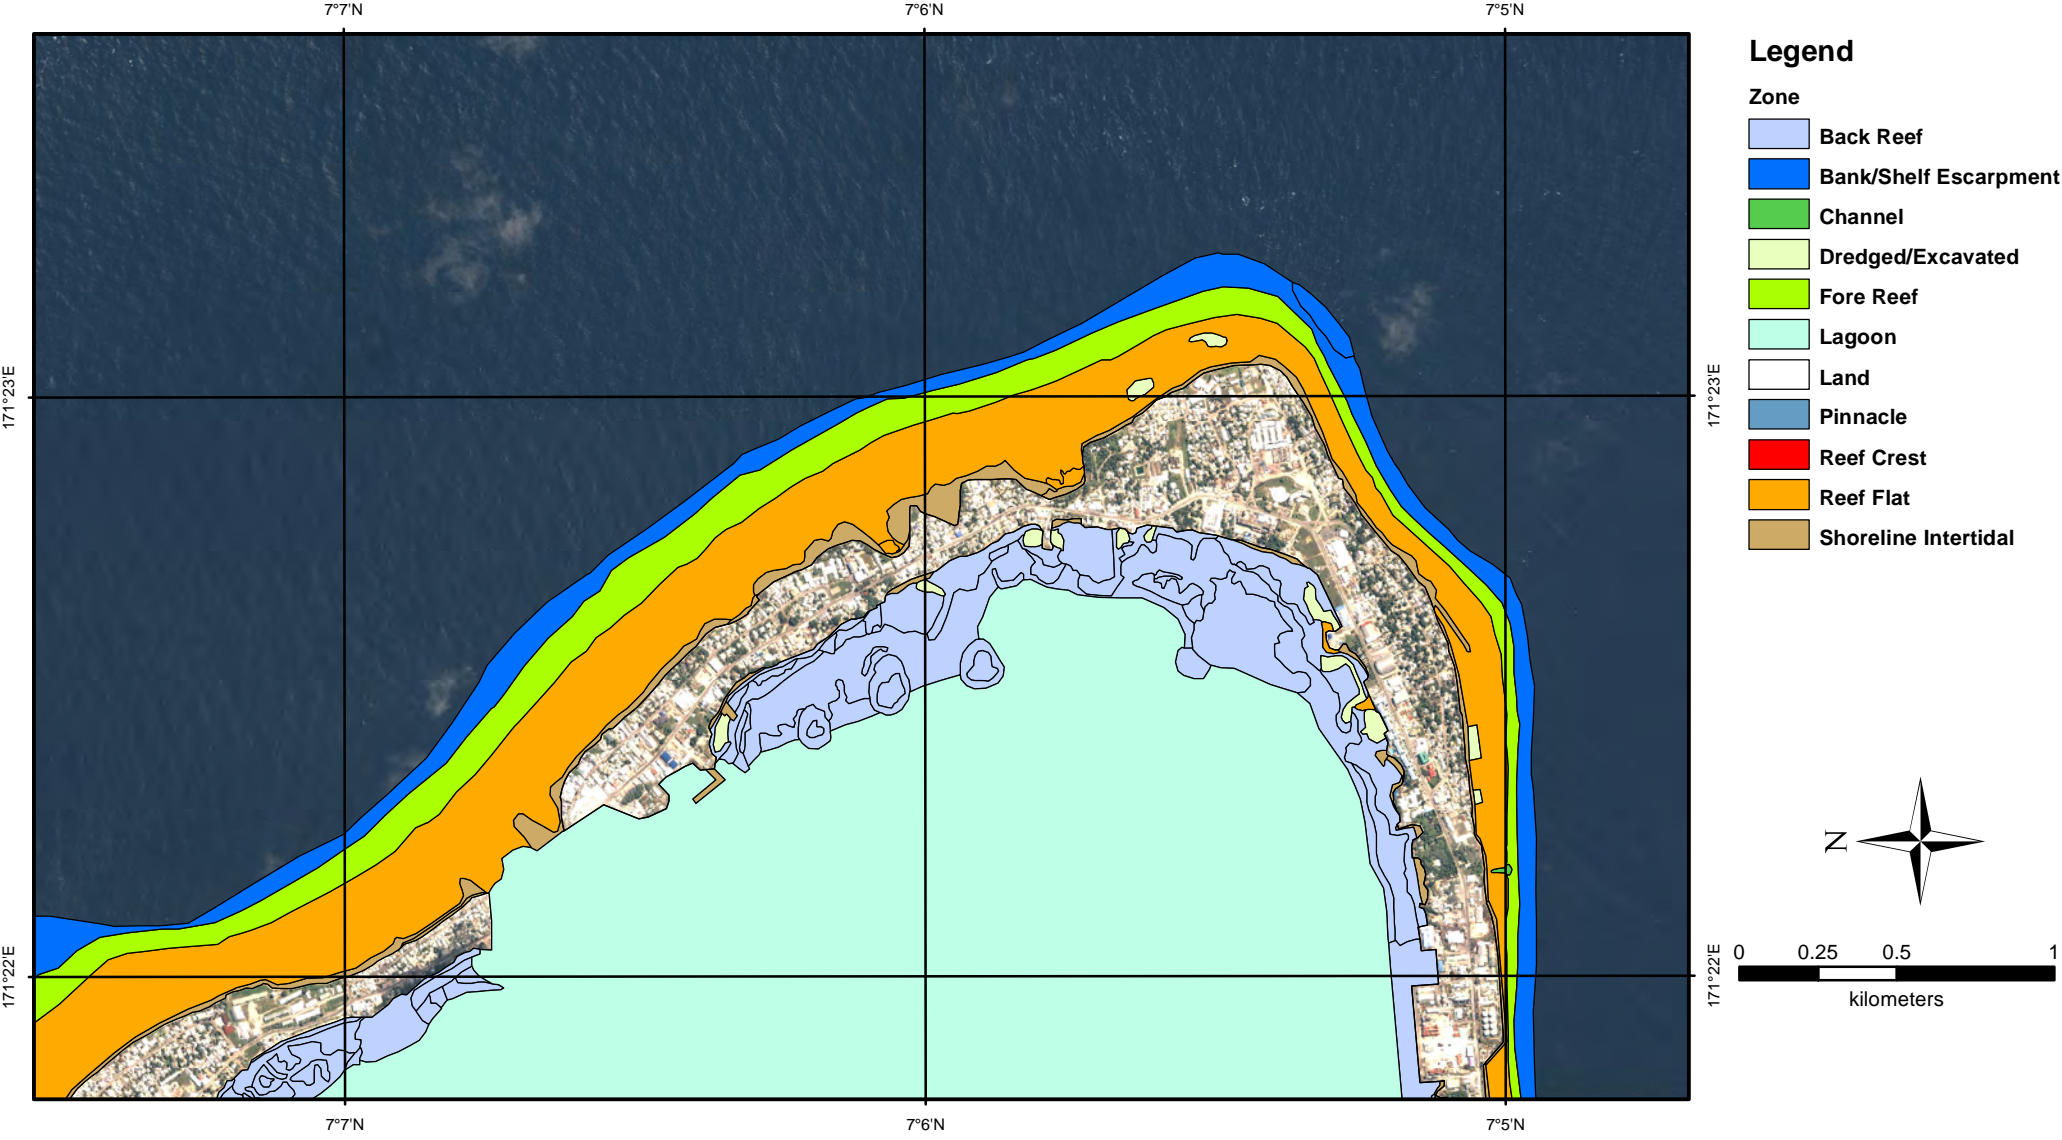 7°7'N
7°6'N
7°5'N
171°23'E
171°23'E
171°22'E
171°22'E
7°7'N
7°6'N
7°5'N
Legend
Zone
Back Reef
Bank/Shelf Escarpment
Channel
Dredged/Excavated
Fore Reef
Lagoon
Land
Pinnacle
Reef Crest
Reef Flat
Shoreline Intertidal
N
0 0.25 0.5 1
kilometers